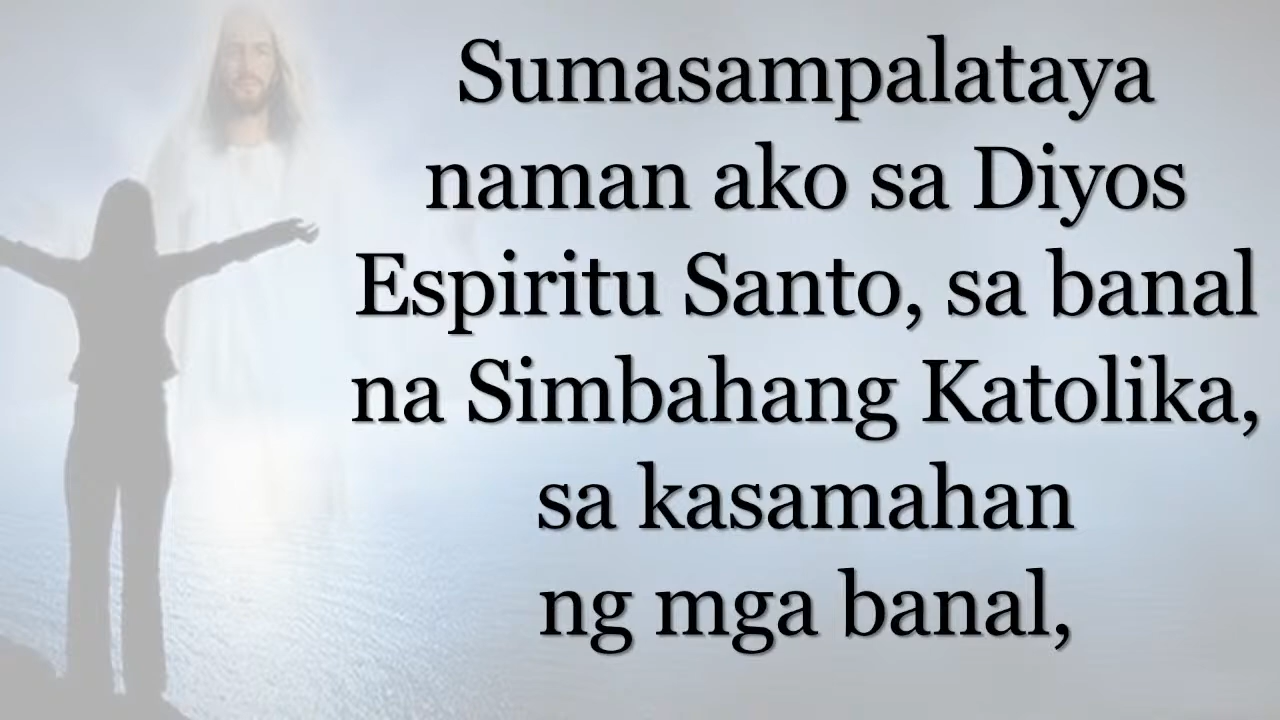 Sumasampalataya
naman ako sa Diyos
Espiritu Santo, sa banal
na Simbahang Katolika,
sa kasamahan
ng mga banal,